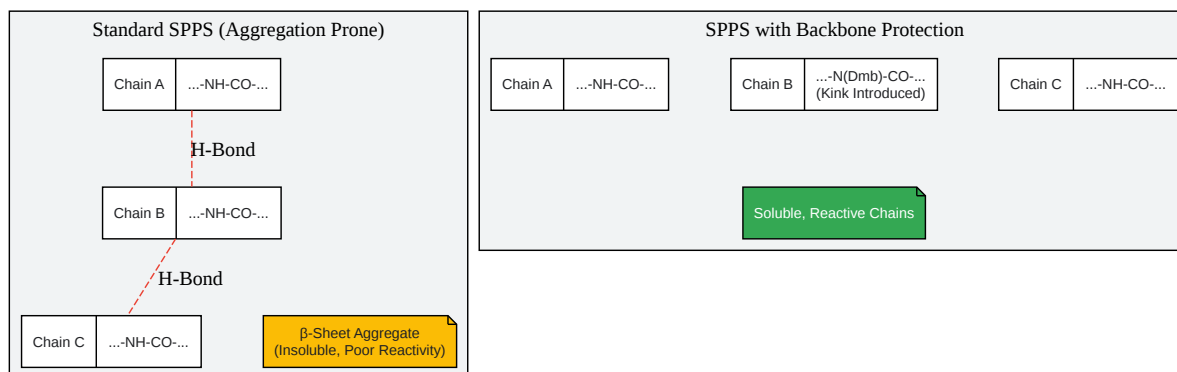 Standard SPPS (Aggregation Prone)
Chain A
...-NH-CO-...
H-Bond
Chain B
...-NH-CO-...
H-Bond
Chain C
...-NH-CO-...
β-Sheet Aggregate
(Insoluble, Poor Reactivity)
SPPS with Backbone Protection
Chain A
...-NH-CO-...
Chain B
...-N(Dmb)-CO-...
(Kink Introduced)
Chain C
...-NH-CO-...
Soluble, Reactive Chains